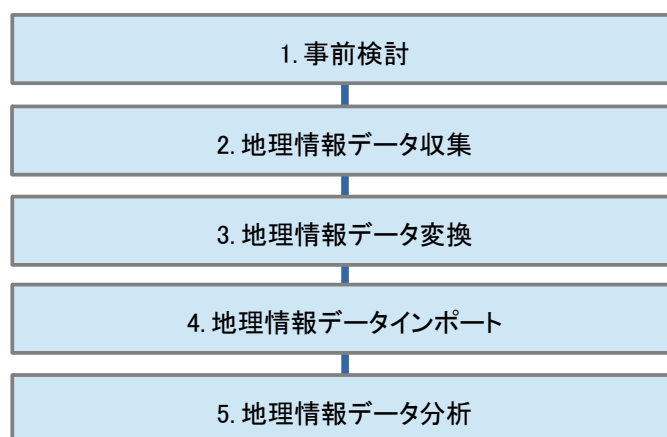 1. 事前検討
2. 地理情報データ収集
3. 地理情報データ変換
4. 地理情報データインポート
5. 地理情報データ分析